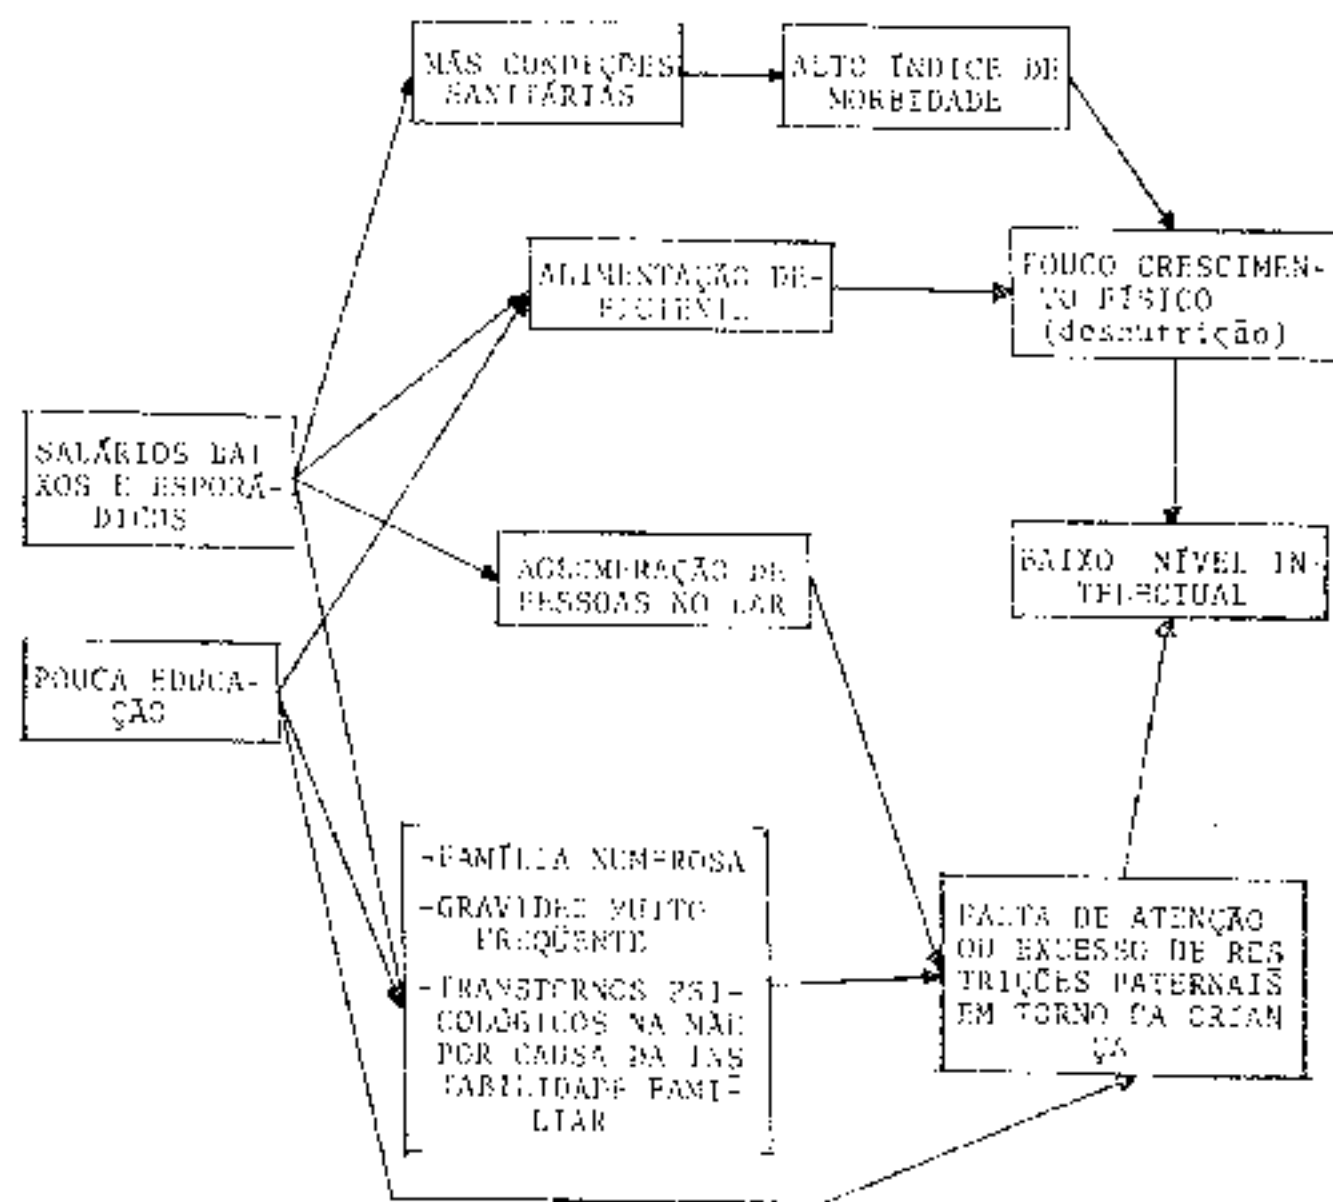 MÁS CONDIÇÕES
SANITÁRIAS
ALTO ÍNDICE DE
MORBIDADE
ALIMENTAÇÃO DE-
FICIENTE
POUCO CRESCIMEN-
TO FÍSICO
(desnutrição)
SALÁRIOS BAI
XOS E ESPORÁ-
DICOS
AGLOMERAÇÃO DE
PESSOAS NO LAR
BAIXO NÍVEL IN-
TELECTUAL
POUCA EDUCA-
ÇÃO
-FAMÍLIA NUMEROSA
-GRAVIDEZ MUITO
FREQÜENTE
-TRANSTORNOS PSI-
COLÓGICOS NA MÃE
POR CAUSA DA INS
TABILIDADE FAMI-
LIAR
FALTA DE ATENÇÃO
OU EXCESSO DE RES
TRIÇÕES PATERNAIS
EM TORNO DA CRIAN
ÇA